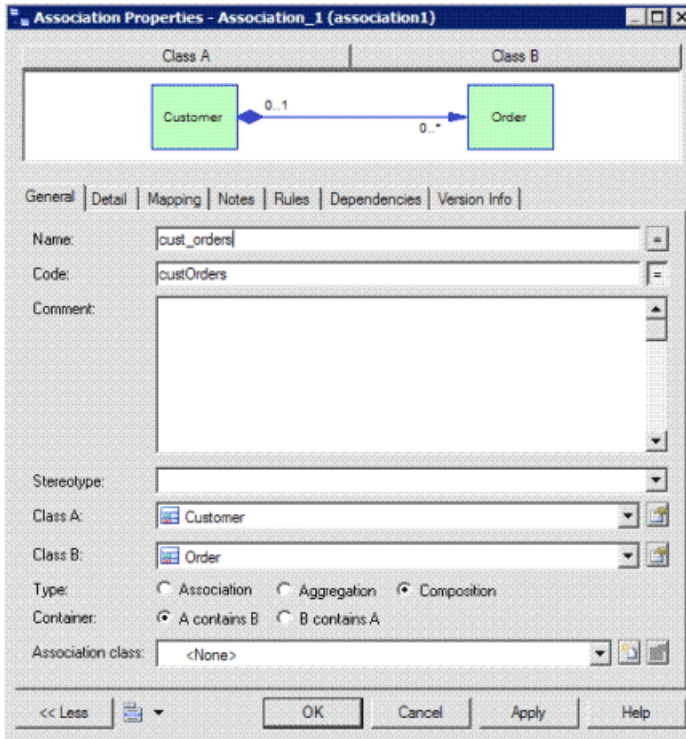 Association Properties - Association_1 (association1)
Class A Class B
0..1
Customer Order
0..*
General Detail Mapping Notes Rules Dependencies Version Info
Name: cust_orders =
Code: custOrders =
Comment:
Stereotype:
Class A: Customer
Class B: Order
Type: Association Aggregation Composition
Container: A contains B B contains A
Association class: <None>
<< Less OK Cancel Apply Help